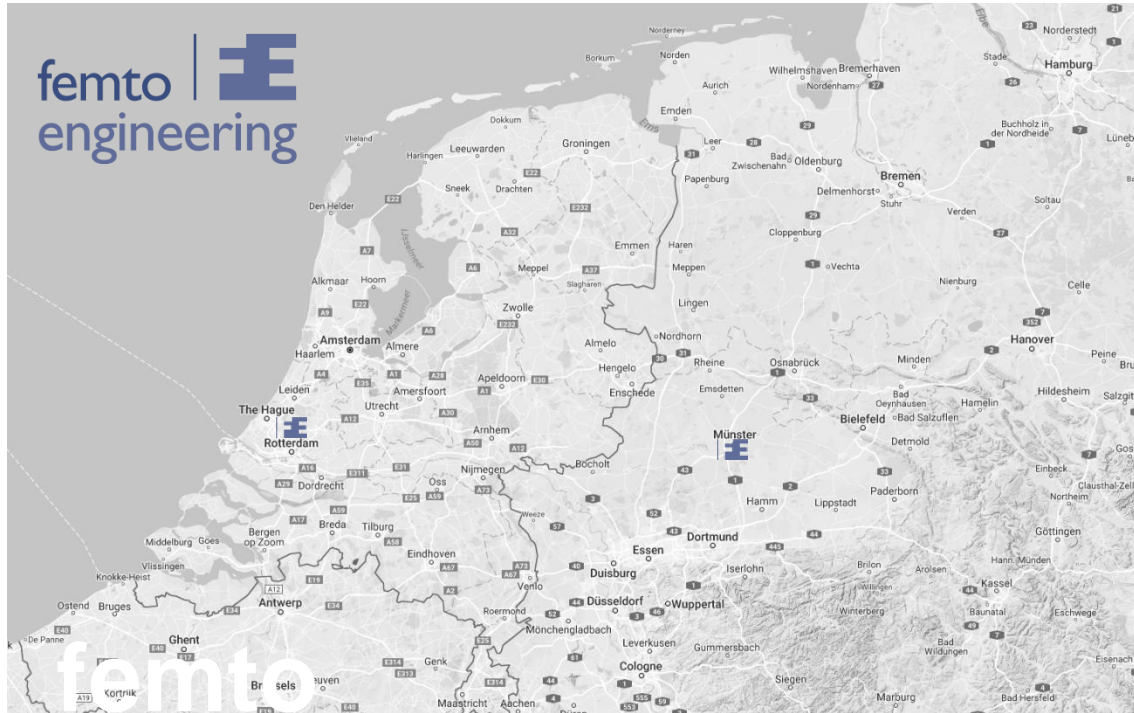 femto
engineering
Norderney
Norden
Borkum
Aurich
Wilhelmshaven
Bremerhaven
Nordenham
Stade
Norderstedt
Hamburg
Elbe
Buchholz in
der Nordheide
Emden
Ems
Leer
Bad
Zwischenahn
Oldenburg
Papenburg
Delmenhorst
Bremen
Stuhr
Verden
Soltau
Vlieland
Harlingen
Leeuwarden
Dokkum
Groningen
Sneek
Drachten
Den Helder
IJsselmeer
Markermeer
Alkmaar
Hoorn
Meppel
Emmen
Slagharen
Haren
Meppen
Cloppenburg
Vechta
Nienburg
Celle
Lingen
Zwolle
Amsterdam
Haarlem
Almere
Almelo
Hengelo
Enschede
Nordhorn
Rheine
Emsdetten
Osnabrück
Minden
Hanover
Peine
Hildesheim
Bad
Oeynhausen
Hamelin
Bielefeld
Bad Salzuflen
Detmold
Leiden
The Hague
Rotterdam
Utrecht
Amersfoort
Apeldoorn
Arnhem
Nijmegen
Münster
Bocholt
Dordrecht
Oss
Weeze
Hamm
Lippstadt
Paderborn
Einbeck
Northeim
Göttingen
Middelburg
Goes
Vlissingen
Bergen
op Zoom
Breda
Tilburg
Eindhoven
Venlo
Essen
Dortmund
Duisburg
Iserlohn
Brilon
Willingen
Arolsen
Hann. Münden
Kassel
Baunatal
Eschwege
Knokke-Heist
Ostend
Bruges
De Panne
Antwerp
Ghent
Roermond
Mönchengladbach
Düsseldorf
Wuppertal
Leverkusen
Gummersbach
Winterberg
Bad
Wildungen
Eisenach
Cologne
Siegen
Marburg
Bad Hersfeld
Kortrijk
Genk
Maastricht
Aachen
femto